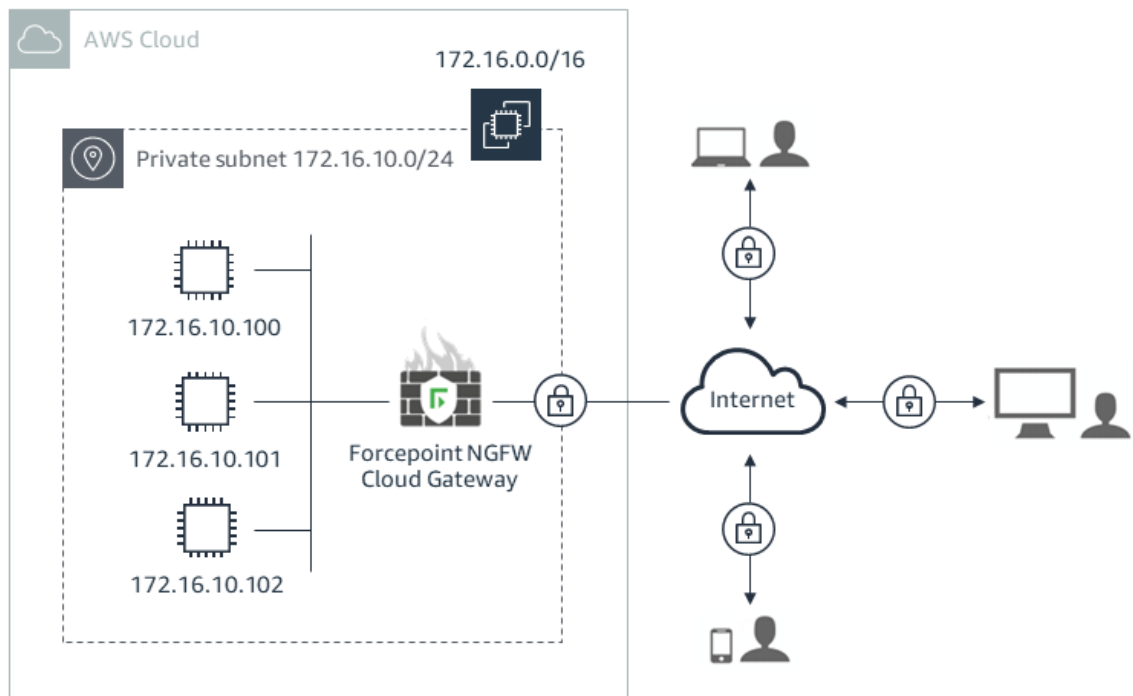 AWS Cloud
172.16.0.0/16
Private subnet 172.16.10.0/24
172.16.10.100
172.16.10.101
172.16.10.102
Forcepoint NGFW
Cloud Gateway
Internet